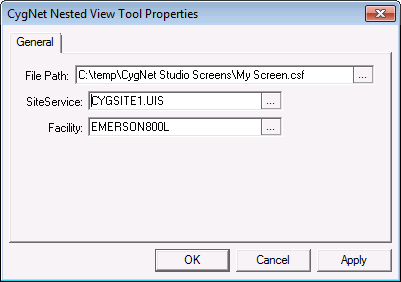 CygNet Nested View Tool Properties
General
File Path: C:\temp\CygNet Studio Screens\My Screen.csf ...
SiteService: CYGSITE1.UIS ...
Facility: EMERSON800L ...
OK Cancel Apply